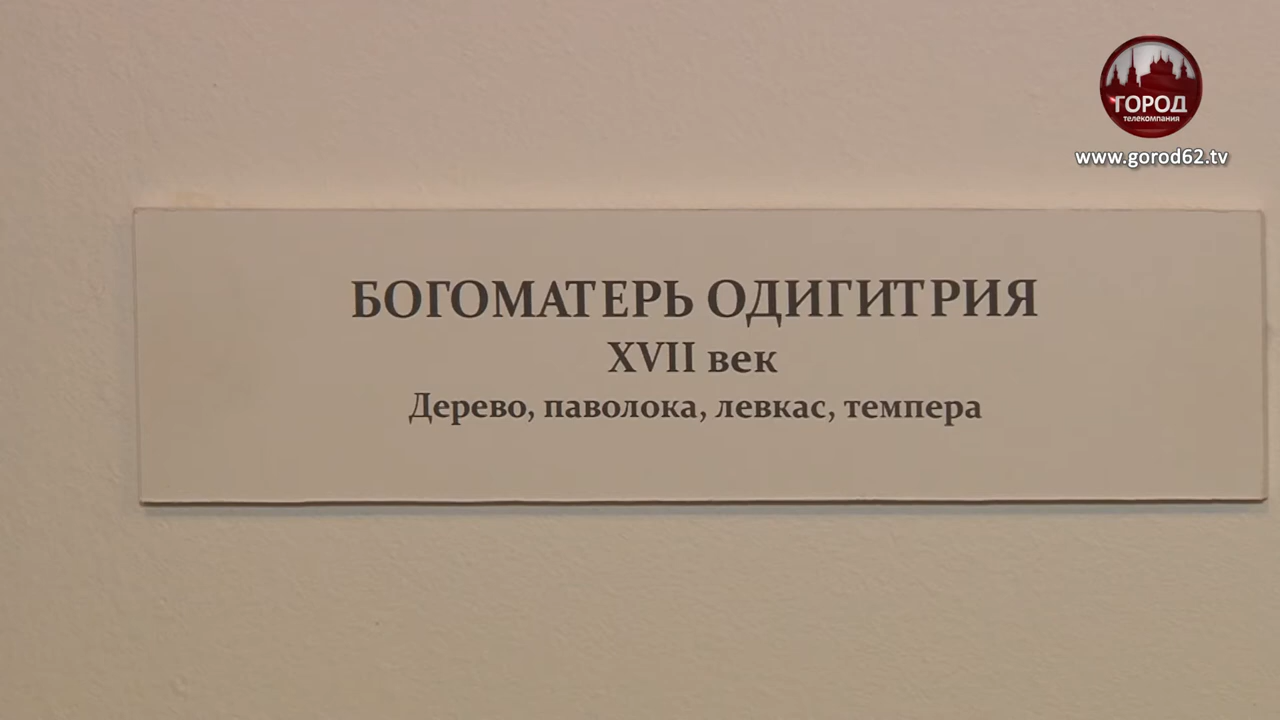 ГОРОД
телекомпания
www.gorod62.tv
БОГОМАТЕРЬ ОДИГИТРИЯ
XVII век
Дерево, паволока, левкас, темпера